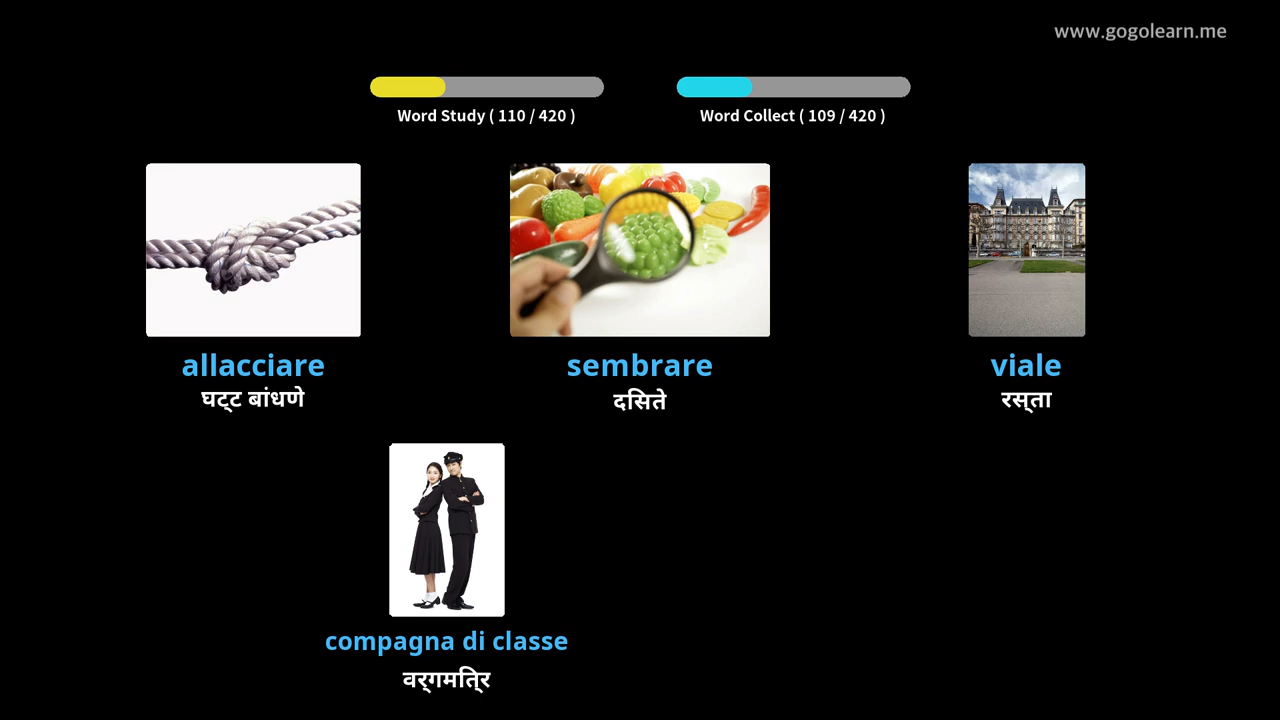 www.gogolearn.me
Word Study ( 110 / 420 )
Word Collect ( 109 / 420 )
allacciare
घट्ट बांधणे
sembrare
दिसते
viale
रस्ता
compagna di classe
वर्गमित्र